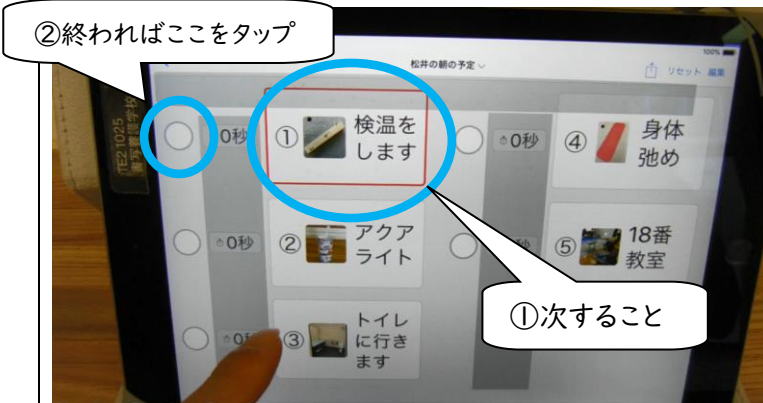 ②終わればここをタップ
100%
松井の朝の予定
リセット 編集
0秒
① 検温を
します
0秒
④ 身体
弛め
0秒
② アクア
ライト
⑤ 18番
教室
①次すること
③ トイレ
に行き
ます